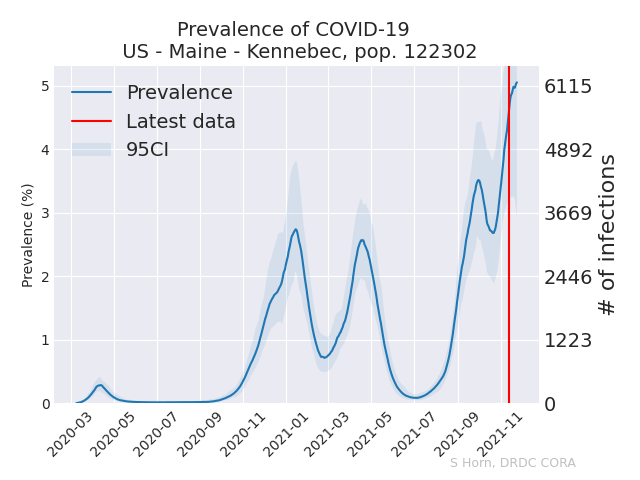 Prevalence of COVID-19
US - Maine - Kennebec, pop. 122302
Prevalence
Latest data
95CI
Prevalence (%)
5
4
3
2
1
0
6115
4892
3669
2446
1223
0
# of infections
2020-03
2020-05
2020-07
2020-09
2020-11
2021-01
2021-03
2021-05
2021-07
2021-09
2021-11
S Horn, DRDC CORA